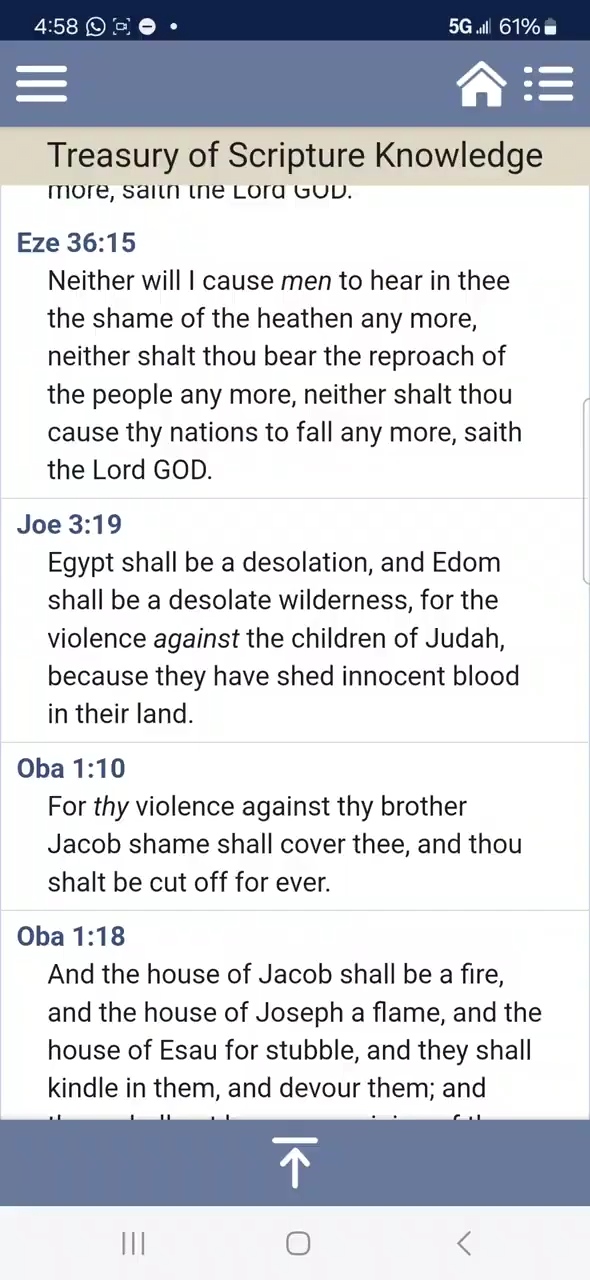 4:58
5G 61%
Treasury of Scripture Knowledge
more, saith the Lord GOD.
Eze 36:15
Neither will I cause men to hear in thee
the shame of the heathen any more,
neither shalt thou bear the reproach of
the people any more, neither shalt thou
cause thy nations to fall any more, saith
the Lord GOD.
Joe 3:19
Egypt shall be a desolation, and Edom
shall be a desolate wilderness, for the
violence against the children of Judah,
because they have shed innocent blood
in their land.
Oba 1:10
For thy violence against thy brother
Jacob shame shall cover thee, and thou
shalt be cut off for ever.
Oba 1:18
And the house of Jacob shall be a fire,
and the house of Joseph a flame, and the
house of Esau for stubble, and they shall
kindle in them, and devour them; and